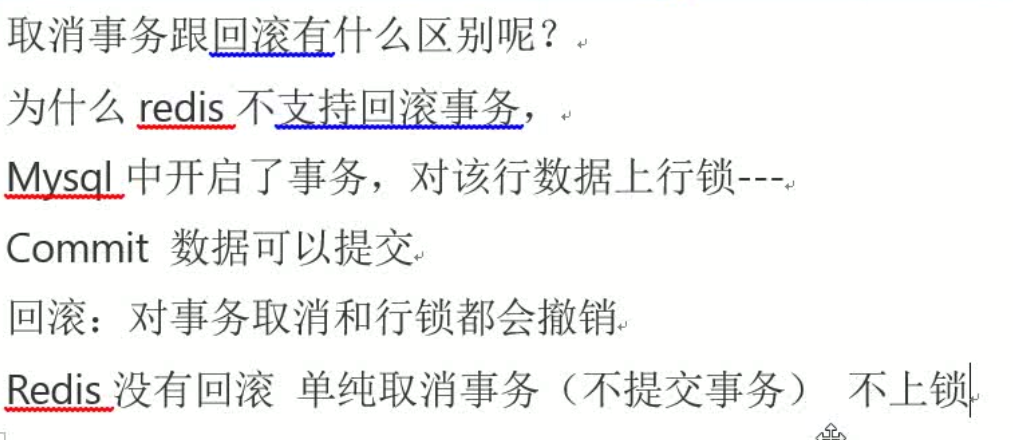 取消事务跟回滚有什么区别呢？
为什么 redis 不支持回滚事务，
Mysql 中开启了事务，对该行数据上行锁---
Commit 数据可以提交
回滚：对事务取消和行锁都会撤销
Redis 没有回滚 单纯取消事务（不提交事务） 不上锁